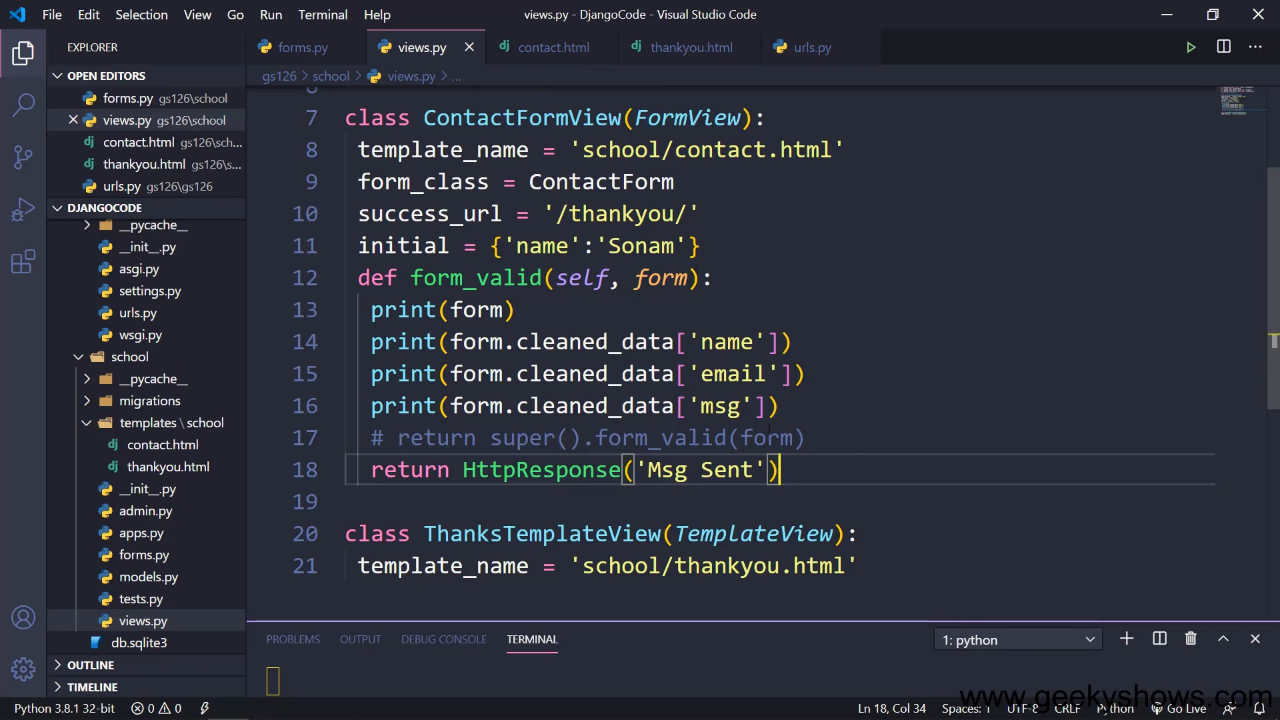 File Edit Selection View Go Run Terminal Help views.py - DjangoCode - Visual Studio Code
EXPLORER
forms.py views.py contact.html thankyou.html urls.py
OPEN EDITORS
forms.py gs126\school
views.py gs126\school
contact.html gs126\sc...
thankyou.html gs126\s...
urls.py gs126\gs126
DJANGOCODE
__pycache__
__init__.py
asgi.py
settings.py
urls.py
wsgi.py
school
__pycache__
migrations
templates \ school
contact.html
thankyou.html
__init__.py
admin.py
apps.py
forms.py
models.py
tests.py
views.py
db.sqlite3
OUTLINE
TIMELINE
gs126 > school > views.py > ...
6
7 class ContactFormView(FormView):
8 template_name = 'school/contact.html'
9 form_class = ContactForm
10 success_url = '/thankyou/'
11 initial = {'name':'Sonam'}
12 def form_valid(self, form):
13 print(form)
14 print(form.cleaned_data['name'])
15 print(form.cleaned_data['email'])
16 print(form.cleaned_data['msg'])
17 # return super().form_valid(form)
18 return HttpResponse('Msg Sent')
19
20 class ThanksTemplateView(TemplateView):
21 template_name = 'school/thankyou.html'
PROBLEMS OUTPUT DEBUG CONSOLE TERMINAL 1: python
www.geekyshows.com
Python 3.8.1 32-bit 0 0 Ln 18, Col 34 Spaces: 1 UTF-8 CRLF Python Go Live